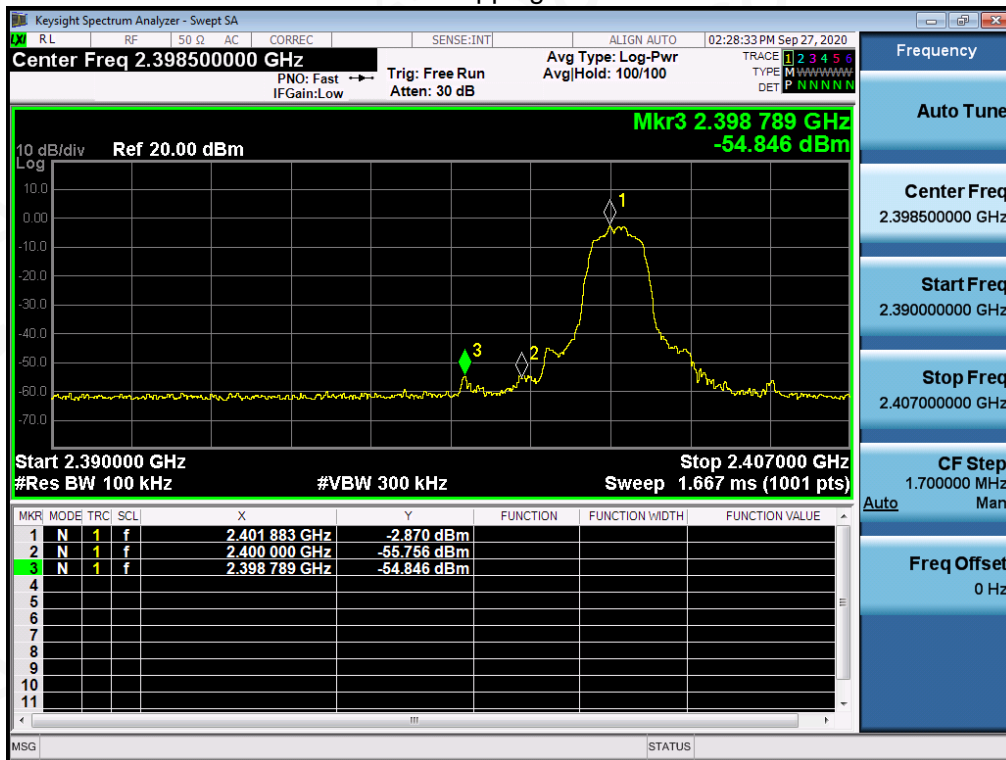 Keysight Spectrum Analyzer - Swept SA
LXI RL RF 50 Ω AC CORREC SENSE:INT ALIGN AUTO 02:28:33 PM Sep 27, 2020
Center Freq 2.398500000 GHz
PNO: Fast
IFGain:Low
Trig: Free Run
Atten: 30 dB
Avg Type: Log-Pwr
Avg|Hold: 100/100
TRACE 1 2 3 4 5 6
TYPE M WWWWW
DET P N N N N N
Mkr3 2.398 789 GHz
-54.846 dBm
10 dB/div Ref 20.00 dBm
Log
10.0
0.00
-10.0
-20.0
-30.0
-40.0
-50.0
-60.0
-70.0
1
2
3
Start 2.390000 GHz Stop 2.407000 GHz
#Res BW 100 kHz #VBW 300 kHz Sweep 1.667 ms (1001 pts)
MKR MODE TRC SCL X Y FUNCTION FUNCTION WIDTH FUNCTION VALUE
1 N 1 f 2.401 883 GHz -2.870 dBm
2 N 1 f 2.400 000 GHz -55.756 dBm
3 N 1 f 2.398 789 GHz -54.846 dBm
4
5
6
7
8
9
10
11
MSG STATUS
Frequency
Auto Tune
Center Freq
2.398500000 GHz
Start Freq
2.390000000 GHz
Stop Freq
2.407000000 GHz
CF Step
1.700000 MHz
Auto Man
Freq Offset
0 Hz